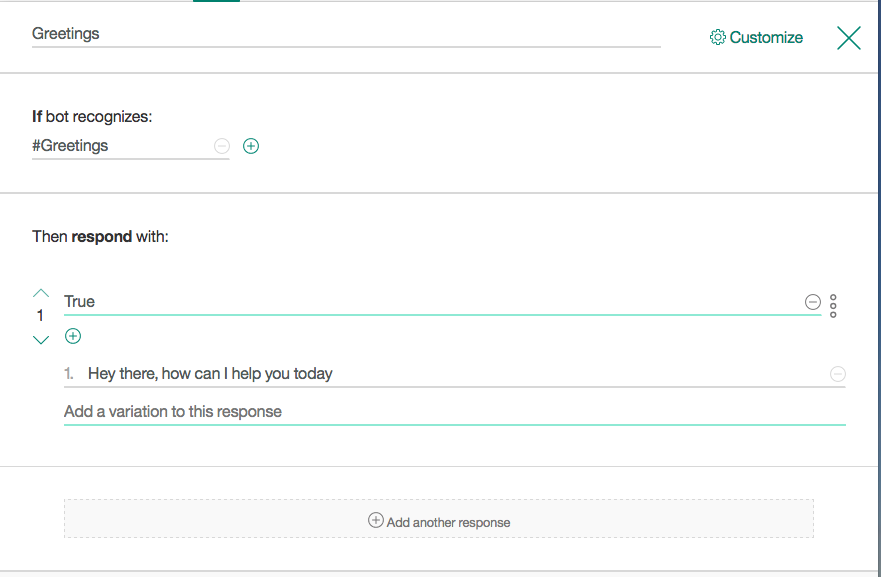 Greetings
Customize
If bot recognizes:
#Greetings
Then respond with:
True
1
1. Hey there, how can I help you today
Add a variation to this response
Add another response